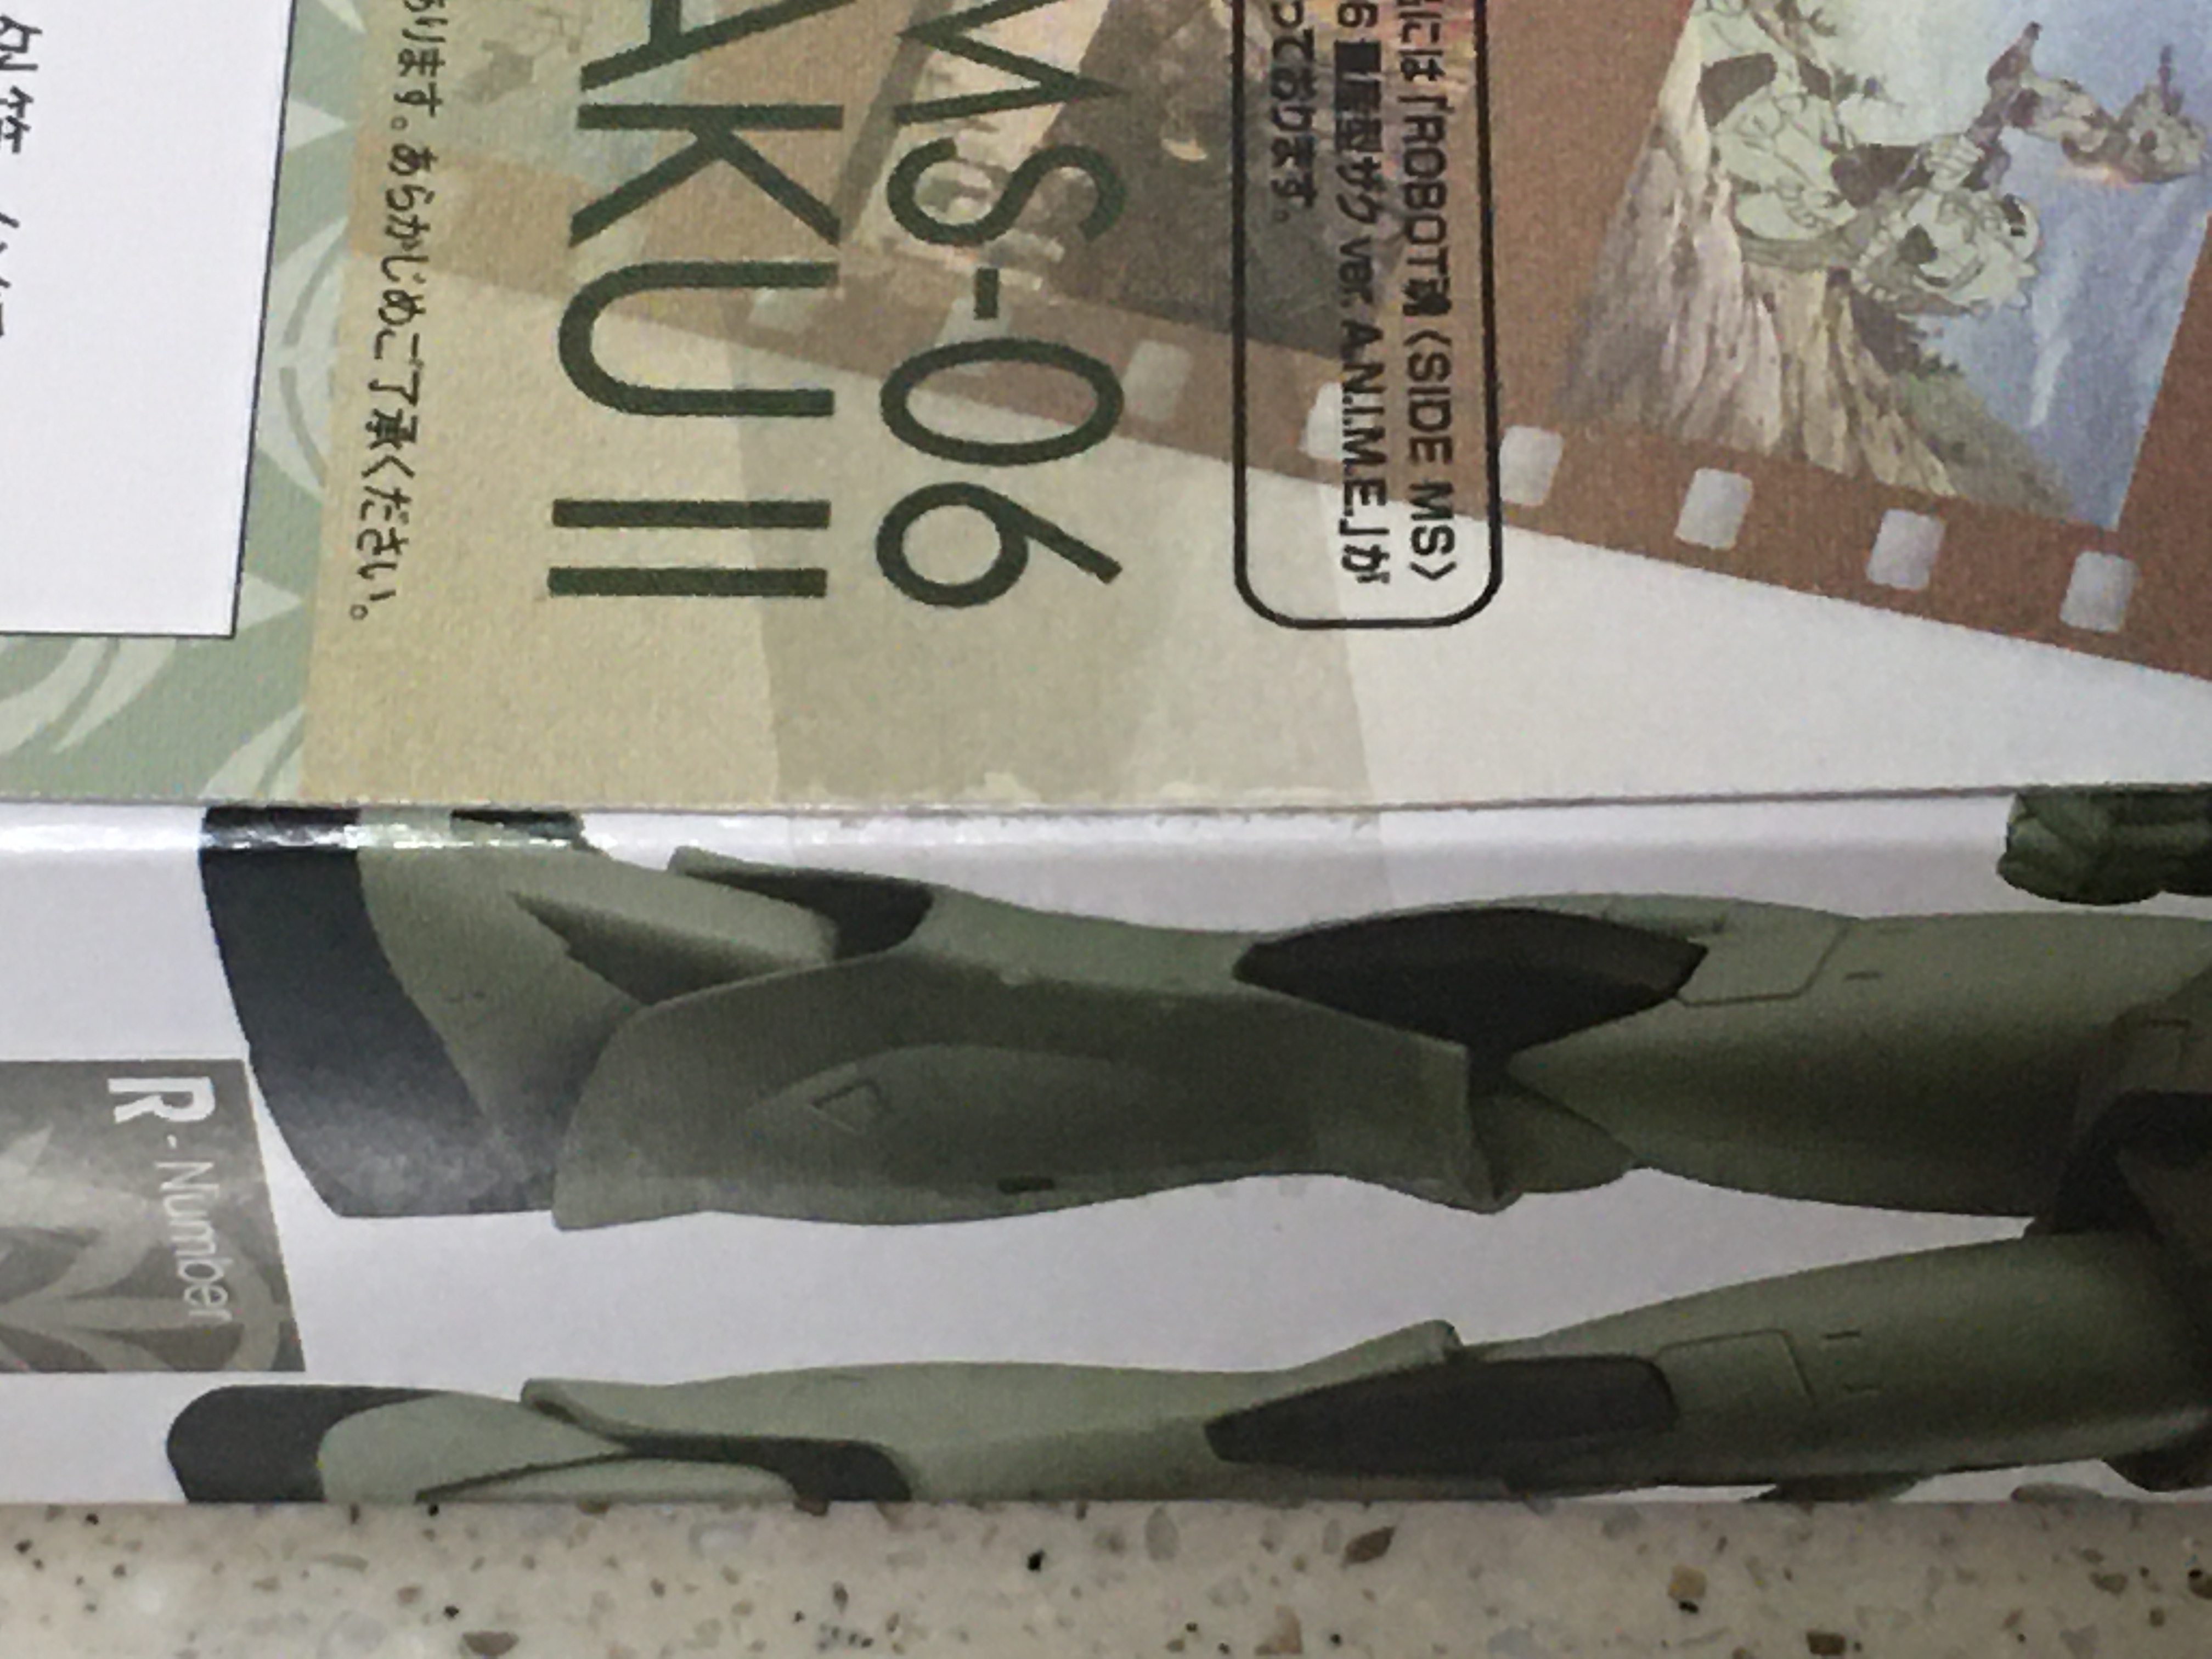 には「ROBOT魂〈SIDE MS〉
6 量産型ザク ver. A.N.I.M.E.」が
っております。
MS-06
AKU II
あります。あらかじめご了承ください。
R-Number